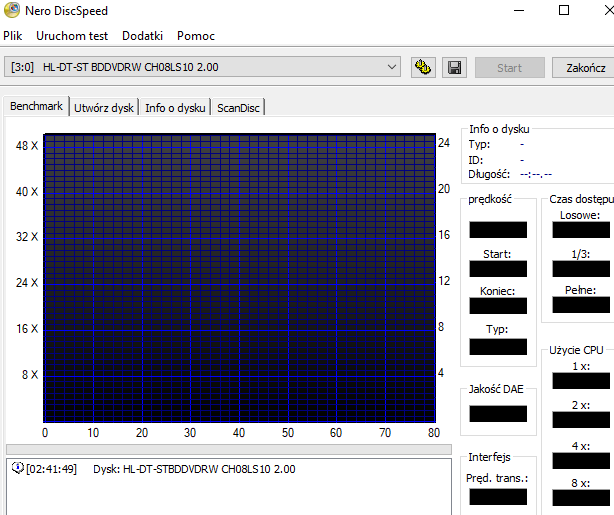 Nero DiscSpeed
Plik Uruchom test Dodatki Pomoc
[3:0] HL-DT-ST BDDVDRW CH08LS10 2.00
Start
Zakończ
Benchmark Utwórz dysk Info o dysku ScanDisc
48 X
40 X
32 X
24 X
16 X
8 X
24
20
16
12
8
4
0 10 20 30 40 50 60 70 80
Info o dysku
Typ: -
ID: -
Długość: --:--.--
prędkość
Start:
Koniec:
Typ:
Czas dostępu
Losowe:
1/3:
Pełne:
Użycie CPU
1 x:
2 x:
4 x:
8 x:
Jakość DAE
Interfejs
Pręd. trans.:
[02:41:49] Dysk: HL-DT-STBDDVDRW CH08LS10 2.00